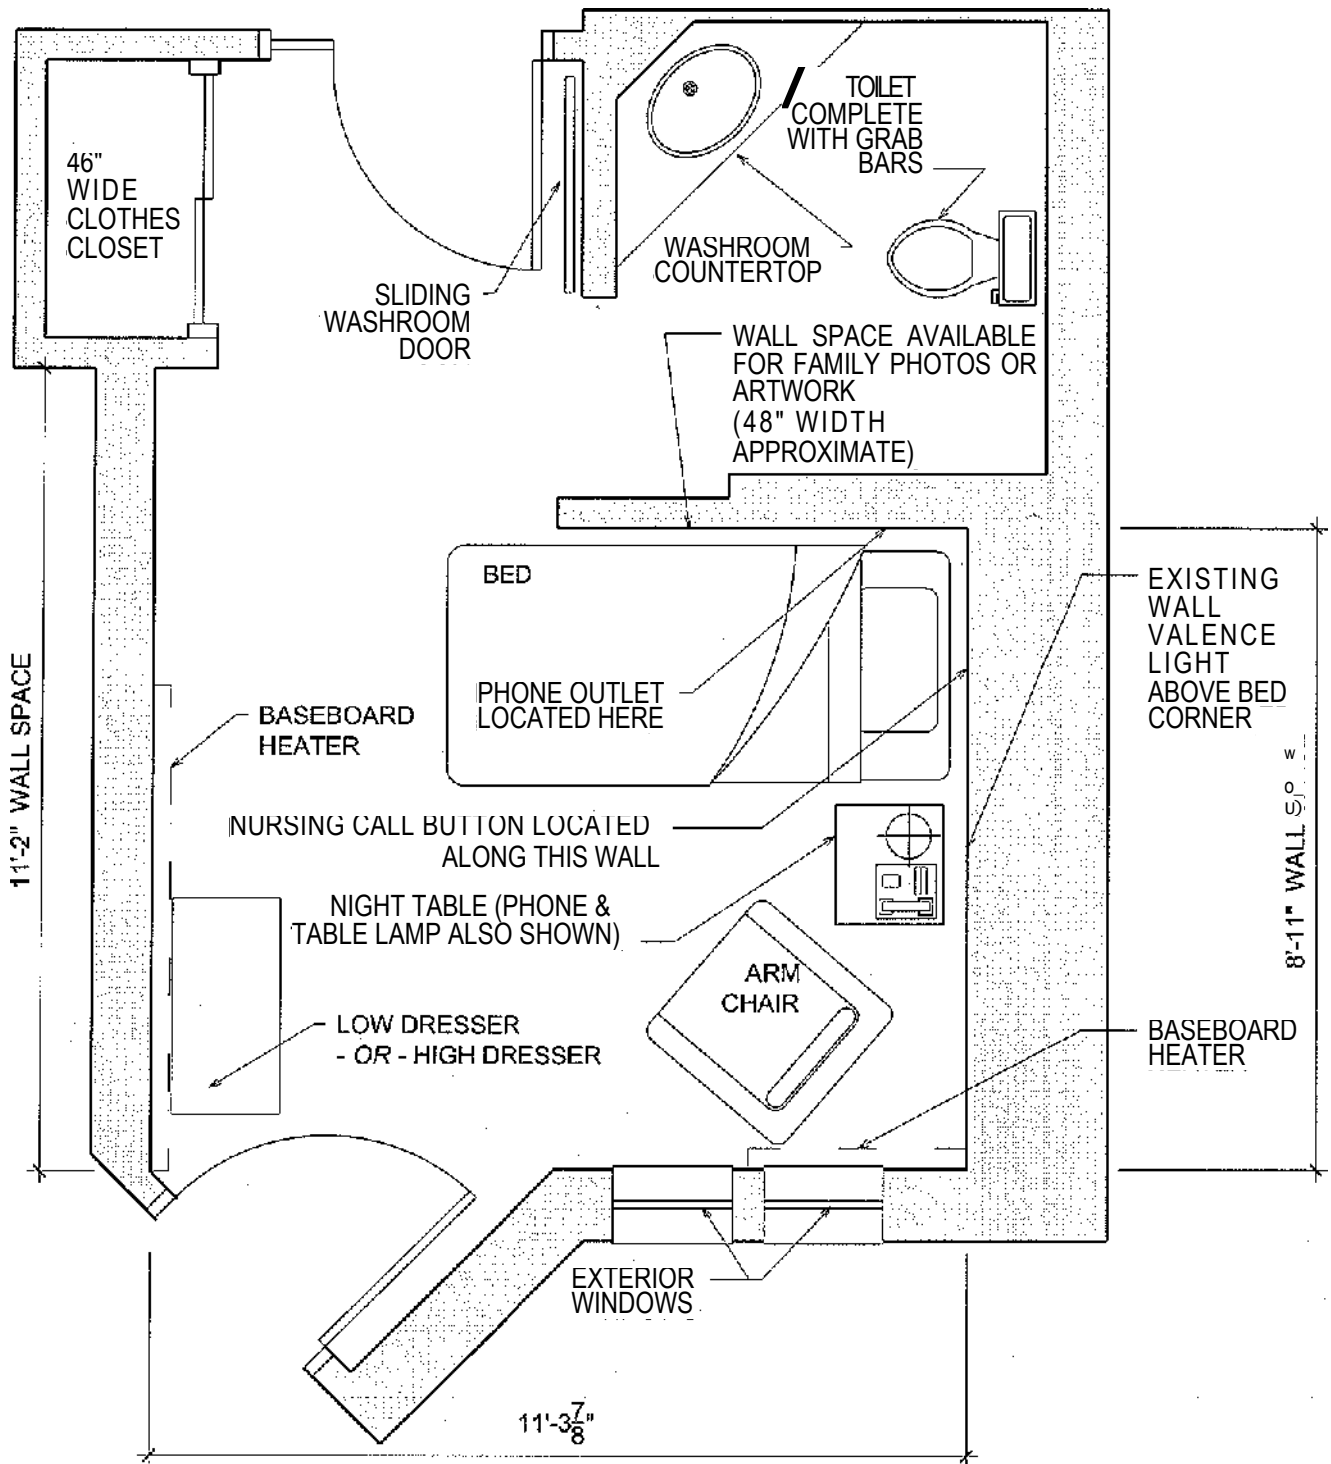 46"
WIDE
CLOTHES
CLOSET
TOILET
COMPLETE
WITH GRAB
BARS
WASHROOM
COUNTERTOP
SLIDING
WASHROOM
DOOR
WALL SPACE AVAILABLE
FOR FAMILY PHOTOS OR
ARTWORK
(48" WIDTH
APPROXIMATE)
BED
EXISTING
WALL
VALENCE
LIGHT
ABOVE BED
CORNER
PHONE OUTLET
LOCATED HERE
BASEBOARD
HEATER
11'-2" WALL SPACE
NURSING CALL BUTTON LOCATED
ALONG THIS WALL
NIGHT TABLE (PHONE &
TABLE LAMP ALSO SHOWN)
8'-11" WALL
ARM
CHAIR
LOW DRESSER
- OR - HIGH DRESSER
BASEBOARD
HEATER
EXTERIOR
WINDOWS
11'-3 7/8"